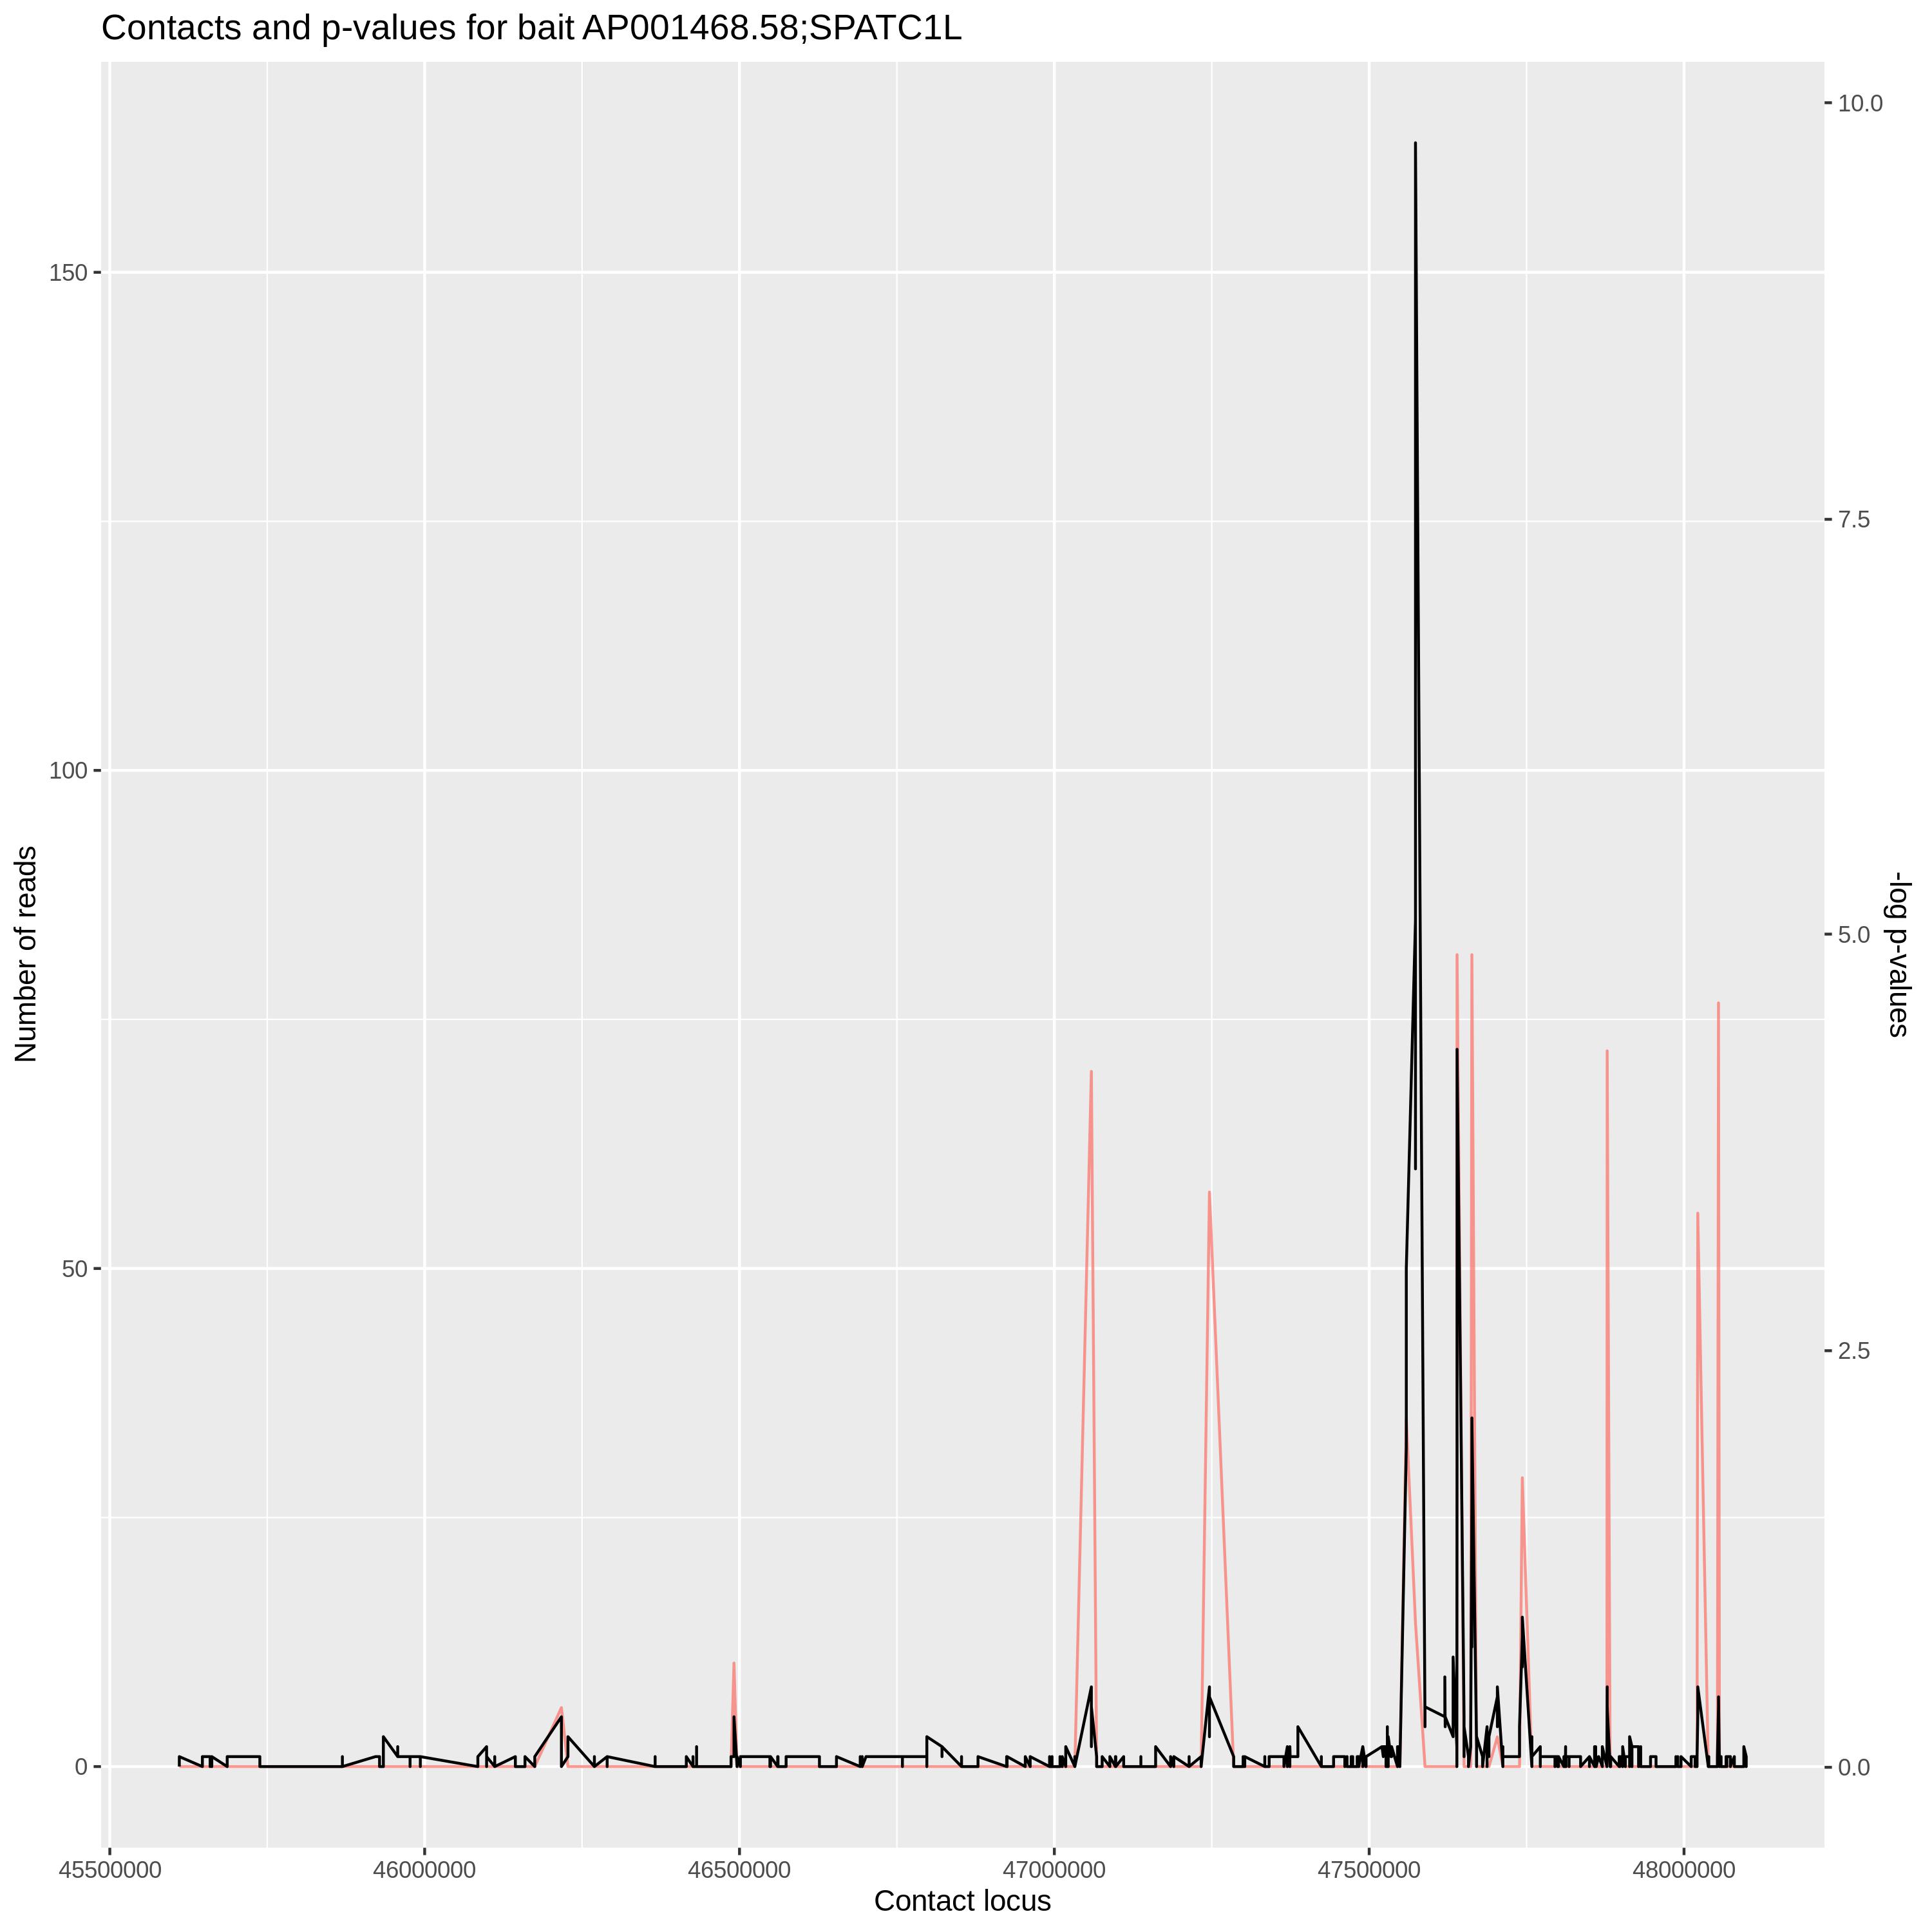 Contacts and p-values for bait AP001468.58;SPATC1L
10.0
150
7.5
100
5.0
Number of reads
-log p-values
50
2.5
0
0.0
45500000 46000000 46500000 47000000 47500000 48000000
Contact locus